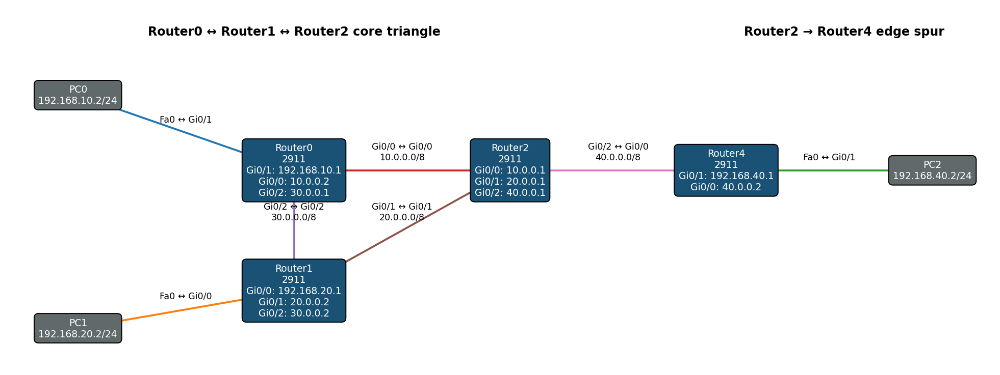 Router0 ↔ Router1 ↔ Router2 core triangle
Router2 → Router4 edge spur
PC0
192.168.10.2/24
Fa0 ↔ Gi0/1
Router0
2911
Gi0/1: 192.168.10.1
Gi0/0: 10.0.0.2
Gi0/2: 30.0.0.1
Gi0/0 ↔ Gi0/0
10.0.0.0/8
Router2
2911
Gi0/0: 10.0.0.1
Gi0/1: 20.0.0.1
Gi0/2: 40.0.0.1
Gi0/2 ↔ Gi0/0
40.0.0.0/8
Router4
2911
Gi0/1: 192.168.40.1
Gi0/0: 40.0.0.2
Fa0 ↔ Gi0/1
PC2
192.168.40.2/24
Gi0/2 ↔ Gi0/2
30.0.0.0/8
Gi0/1 ↔ Gi0/1
20.0.0.0/8
Router1
2911
Gi0/0: 192.168.20.1
Gi0/1: 20.0.0.2
Gi0/2: 30.0.0.2
Fa0 ↔ Gi0/0
PC1
192.168.20.2/24